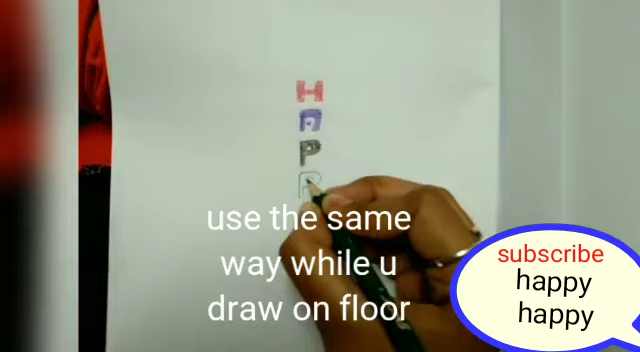 H
A
P
P
use the same
way while u
draw on floor
subscribe
happy
happy